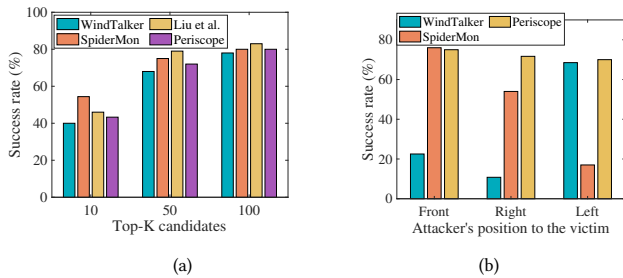 WindTalker Liu et al.
SpiderMon Periscope
100
80
60
40
20
0
Success rate (%)
10 50 100
Top-K candidates
(a)
WindTalker Periscope
SpiderMon
80
60
40
20
0
Success rate (%)
Front Right Left
Attacker's position to the victim
(b)